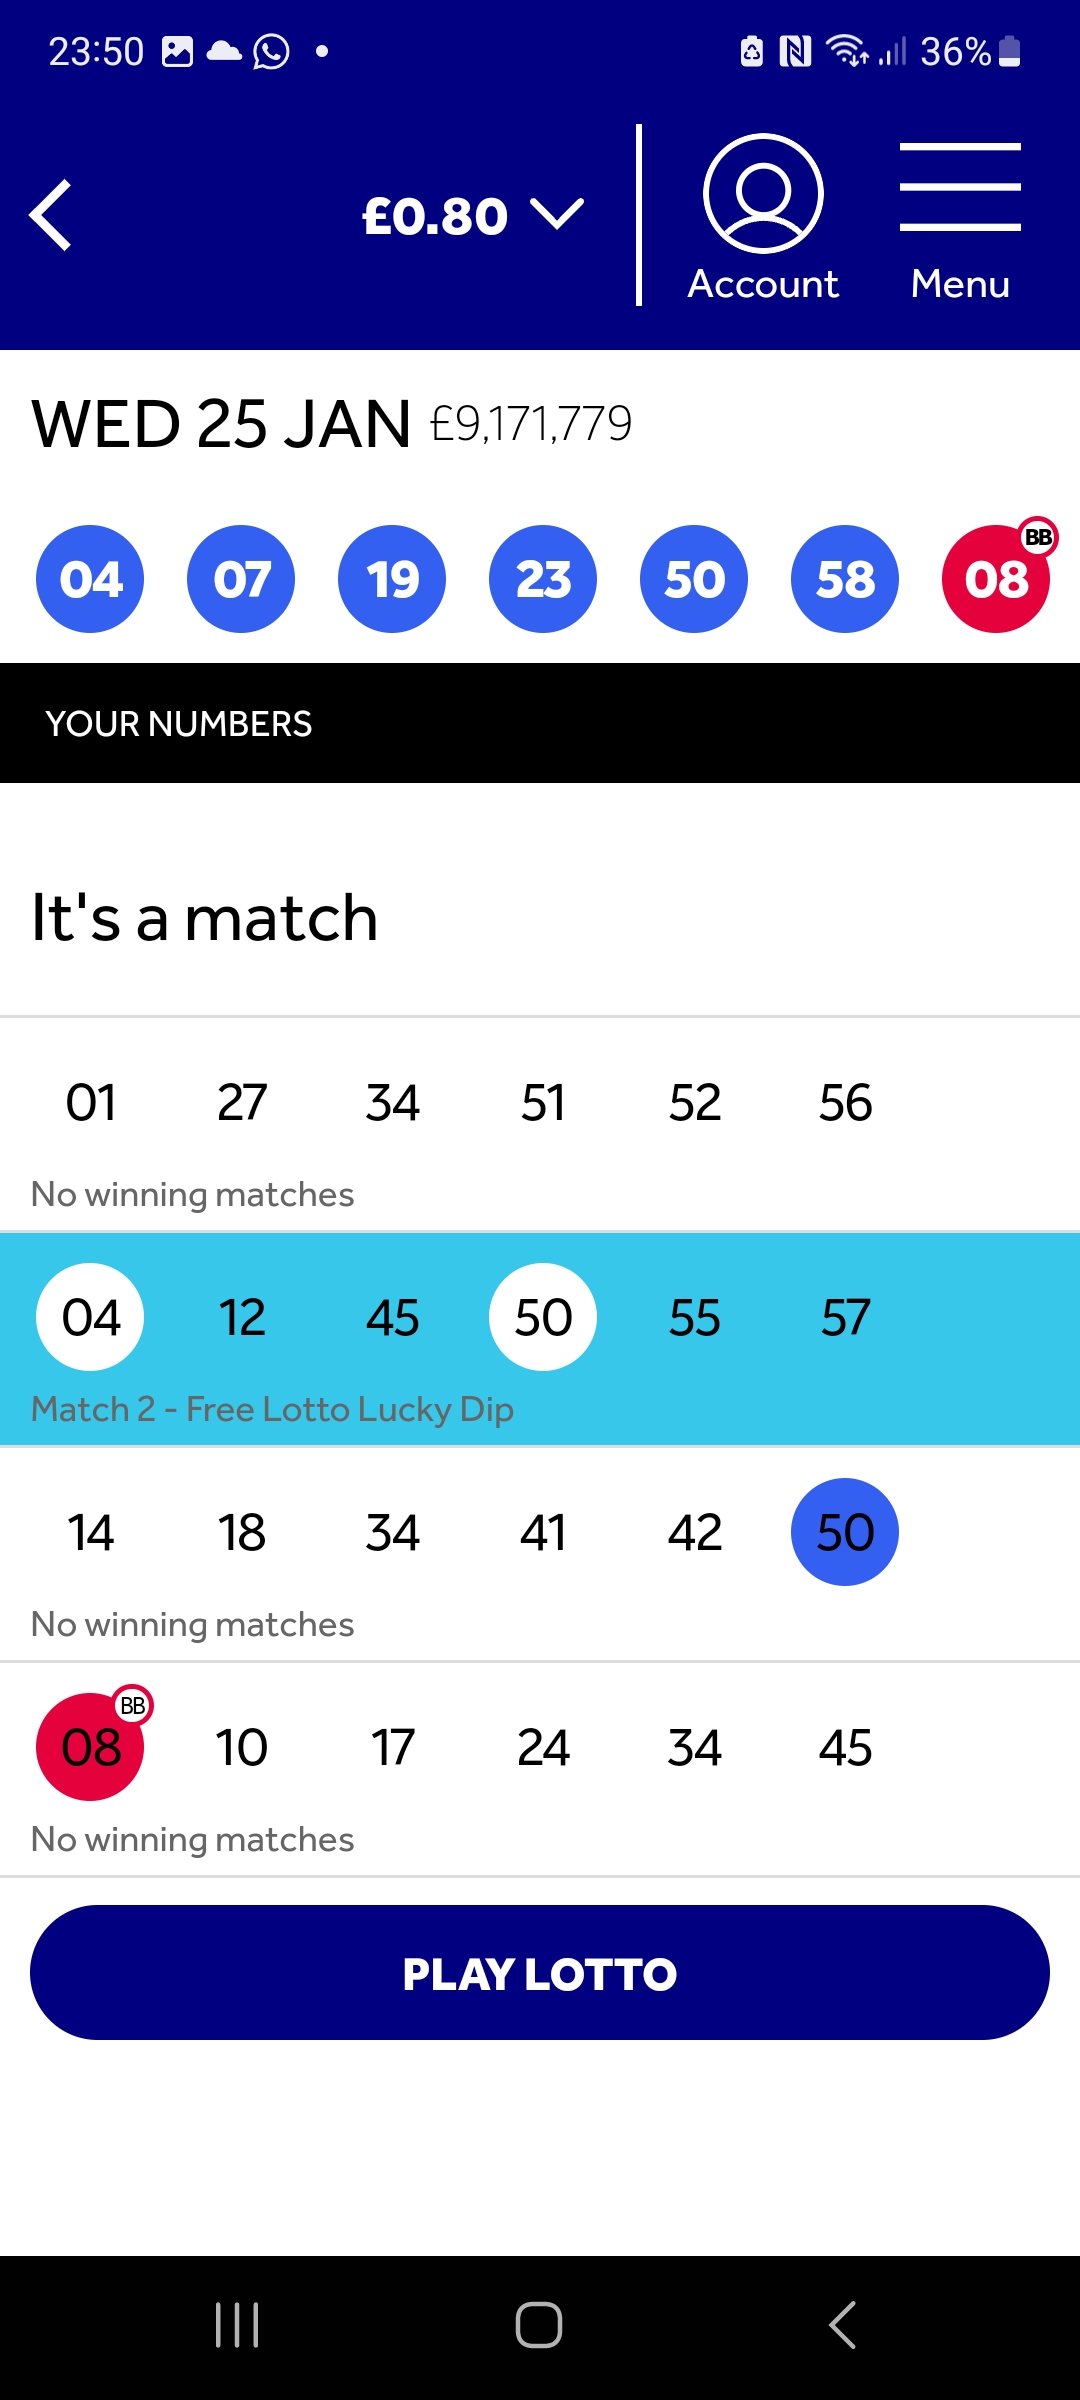 23:50 36%
£0.80
Account Menu
WED 25 JAN £9,171,779
04 07 19 23 50 58 08 BB
YOUR NUMBERS
It's a match
01 27 34 51 52 56
No winning matches
04 12 45 50 55 57
Match 2 - Free Lotto Lucky Dip
14 18 34 41 42 50
No winning matches
08 BB 10 17 24 34 45
No winning matches
PLAY LOTTO